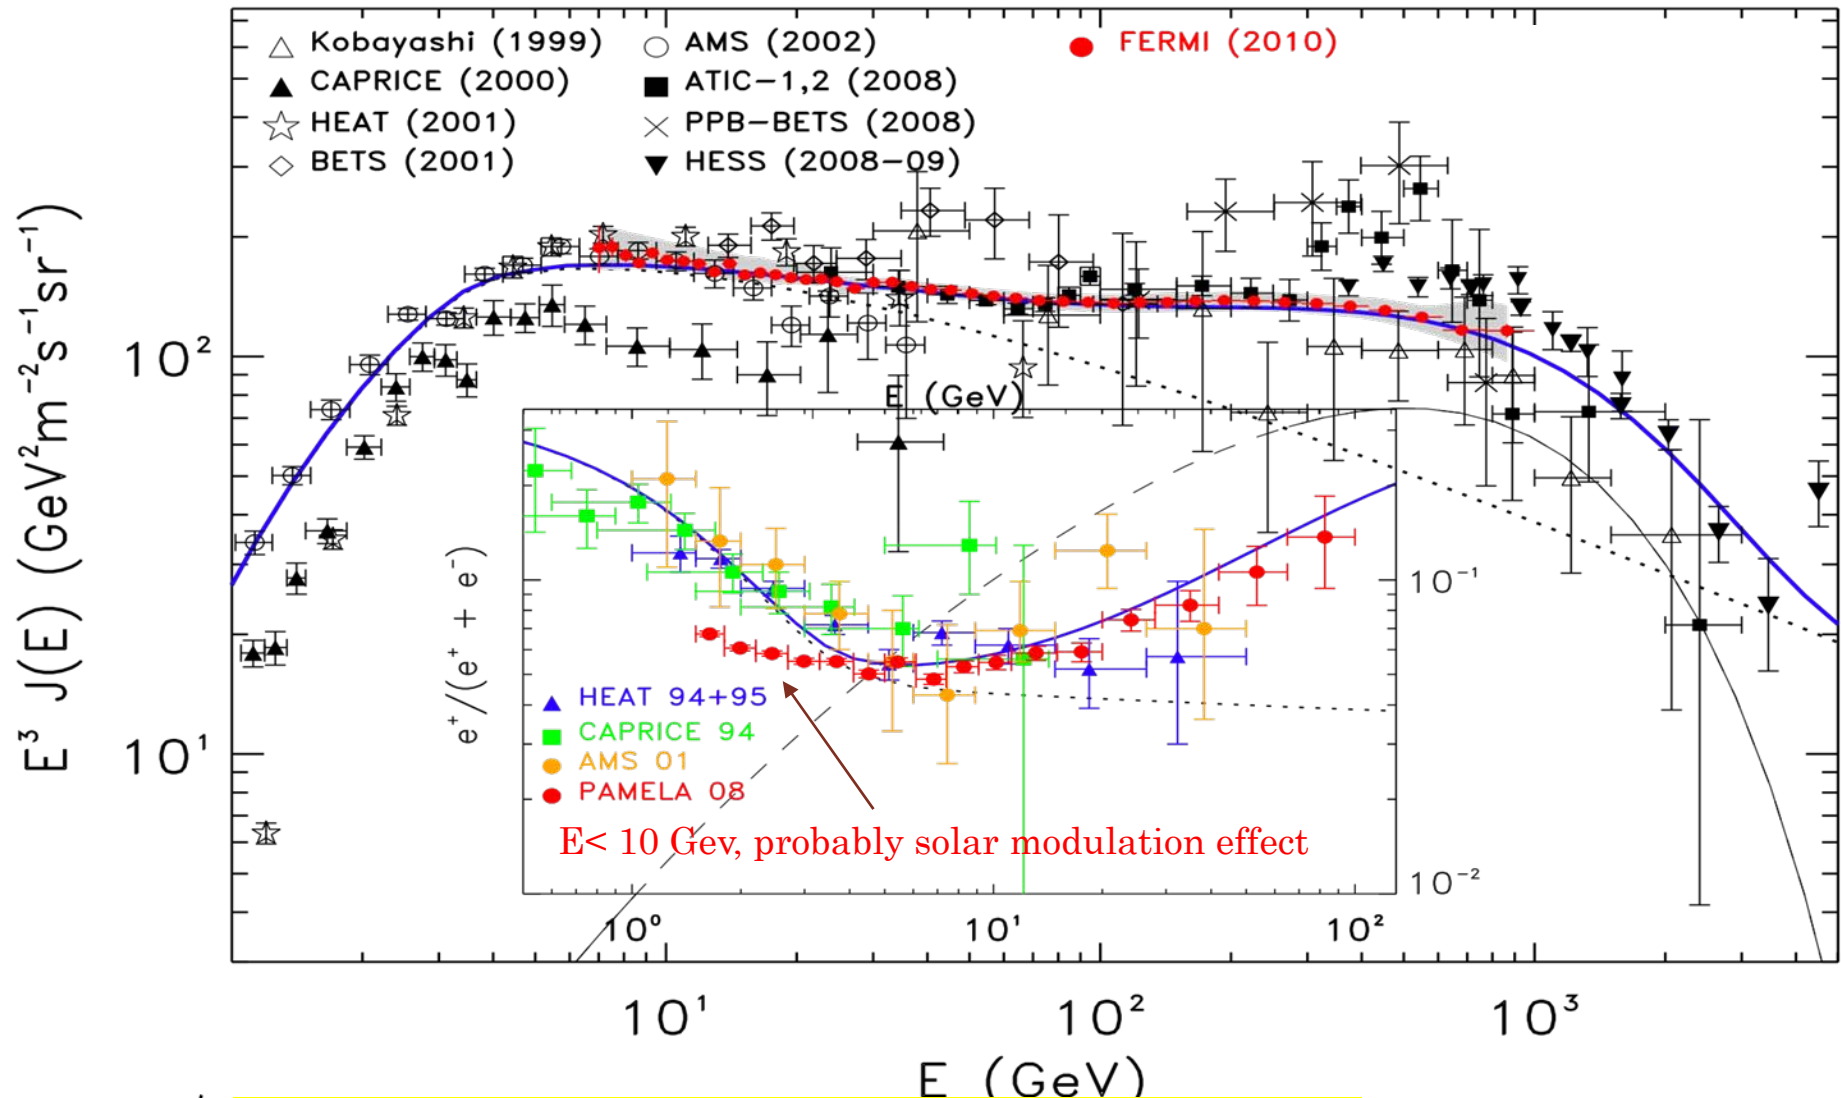 Kobayashi (1999)
CAPRICE (2000)
HEAT (2001)
BETS (2001)
AMS (2002)
ATIC−1,2 (2008)
PPB−BETS (2008)
HESS (2008−09)
FERMI (2010)
E³ J(E) (GeV²m⁻²s⁻¹sr⁻¹)
10²
10¹
E (GeV)
e⁺/(e⁺ + e⁻)
10⁻¹
10⁻²
HEAT 94+95
CAPRICE 94
AMS 01
PAMELA 08
E< 10 Gev, probably solar modulation effect
10⁰
10¹
10²
10¹
10²
10³
E (GeV)